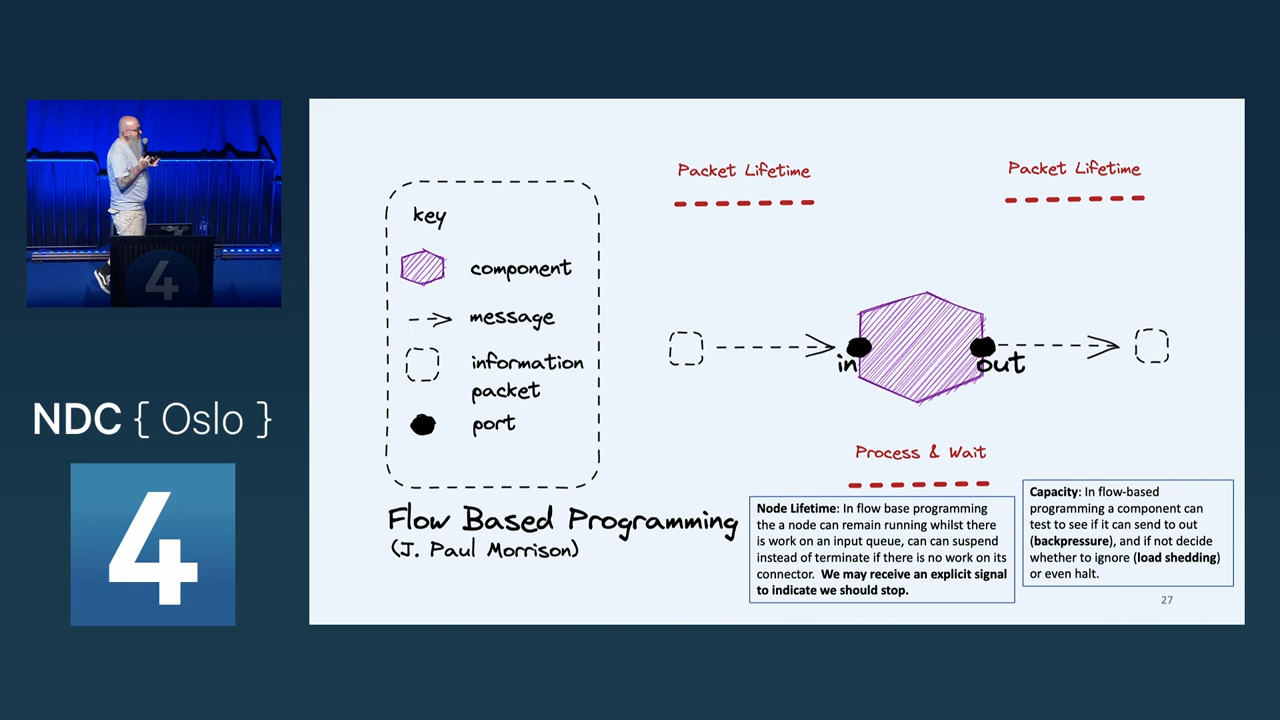 4
NDC { Oslo }
4
key
component
message
information
packet
port
Flow Based Programming
(J. Paul Morrison)
Packet Lifetime
Packet Lifetime
in
out
Process & Wait
Node Lifetime: In flow base programming
the a node can remain running whilst there
is work on an input queue, can can suspend
instead of terminate if there is no work on its
connector. We may receive an explicit signal
to indicate we should stop.
Capacity: In flow-based
programming a component can
test to see if it can send to out
(backpressure), and if not decide
whether to ignore (load shedding)
or even halt.
27